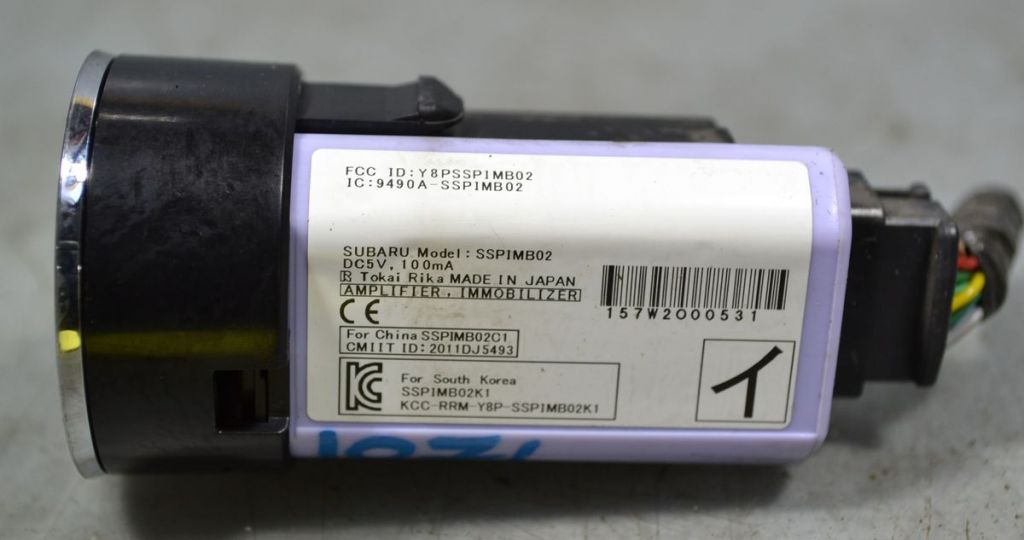 FCC ID:Y8PSSPIMB02
IC:9490A-SSPIMB02
SUBARU Model:SSPIMB02
DC5V, 100mA
R Tokai Rika MADE IN JAPAN
AMPLIFIER, IMMOBILIZER
157W2000531
CE
For China SSPIMB02C1
CMIIT ID:2011DJ5493
KC
For South Korea
SSPIMB02K1
KCC-RRM-Y8P-SSPIMB02K1
イ